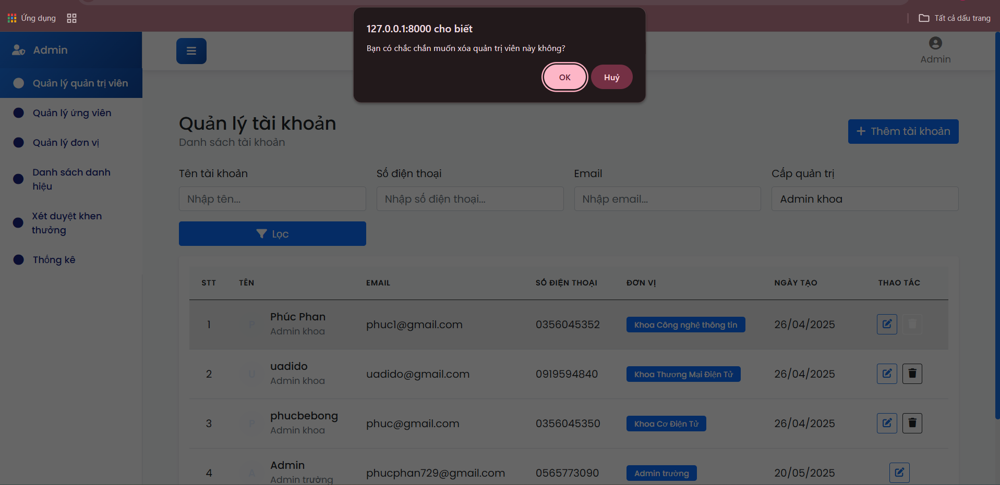 Ứng dụng
Tất cả dấu trang
127.0.0.1:8000 cho biết
Bạn có chắc chắn muốn xóa quản trị viên này không?
OK
Huỷ
Admin
Admin
Quản lý quản trị viên
Quản lý ứng viên
Quản lý đơn vị
Danh sách danh
hiệu
Xét duyệt khen
thưởng
Thống kê
Quản lý tài khoản
Danh sách tài khoản
Thêm tài khoản
Tên tài khoản
Số điện thoại
Email
Cấp quản trị
Nhập tên...
Nhập số điện thoại...
Nhập email...
Admin khoa
Lọc
STT TÊN EMAIL SỐ ĐIỆN THOẠI ĐƠN VỊ NGÀY TẠO THAO TÁC
1 P Phúc Phan phuc1@gmail.com 0356045352 Khoa Công nghệ thông tin 26/04/2025
Admin khoa
2 U uadido uadido@gmail.com 0919594840 Khoa Thương Mại Điện Tử 26/04/2025
Admin khoa
3 P phucbebong phuc@gmail.com 0356045350 Khoa Cơ Điện Tử 26/04/2025
Admin khoa
4 A Admin phucphan729@gmail.com 0565773090 Admin trường 20/05/2025
Admin trường